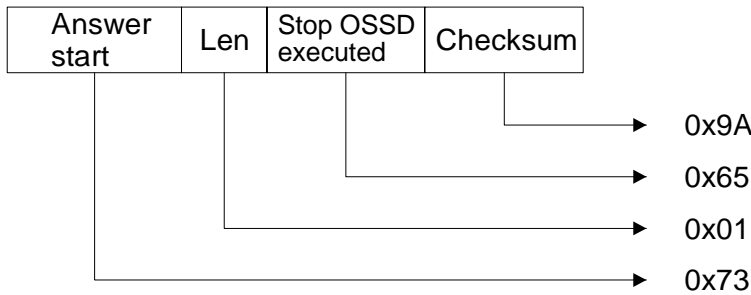 Answer
start
Len
Stop OSSD
executed
Checksum
0x9A
0x65
0x01
0x73